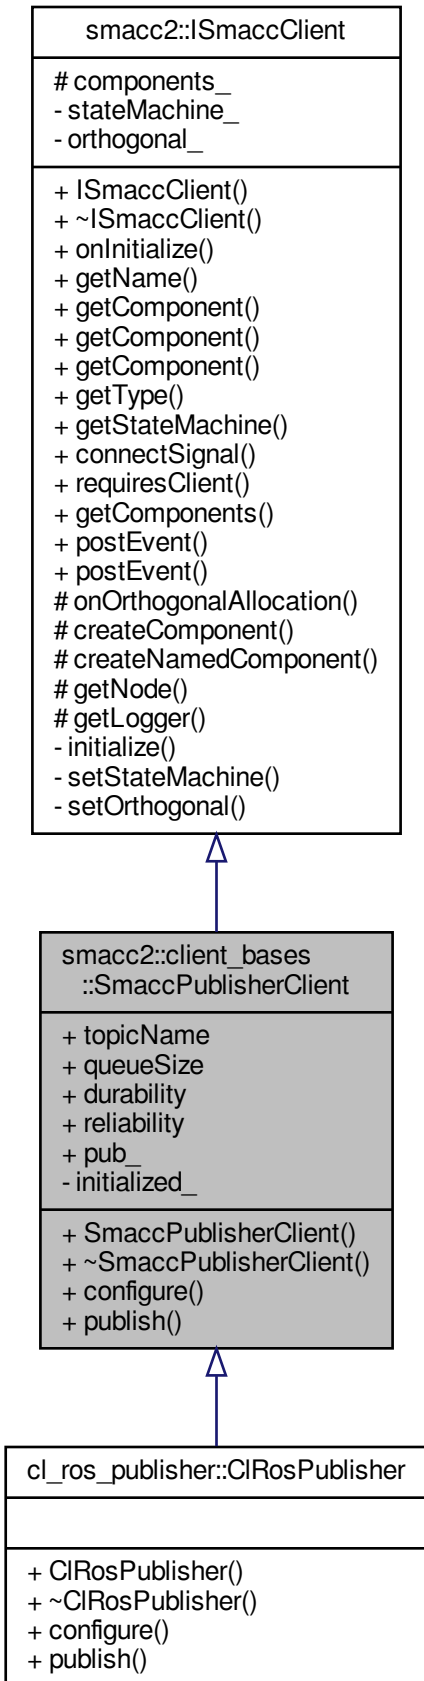 smacc2::ISmaccClient
# components_
- stateMachine_
- orthogonal_
+ ISmaccClient()
+ ~ISmaccClient()
+ onInitialize()
+ getName()
+ getComponent()
+ getComponent()
+ getComponent()
+ getType()
+ getStateMachine()
+ connectSignal()
+ requiresClient()
+ getComponents()
+ postEvent()
+ postEvent()
# onOrthogonalAllocation()
# createComponent()
# createNamedComponent()
# getNode()
# getLogger()
- initialize()
- setStateMachine()
- setOrthogonal()
smacc2::client_bases
::SmaccPublisherClient
+ topicName
+ queueSize
+ durability
+ reliability
+ pub_
- initialized_
+ SmaccPublisherClient()
+ ~SmaccPublisherClient()
+ configure()
+ publish()
cl_ros_publisher::ClRosPublisher
+ ClRosPublisher()
+ ~ClRosPublisher()
+ configure()
+ publish()